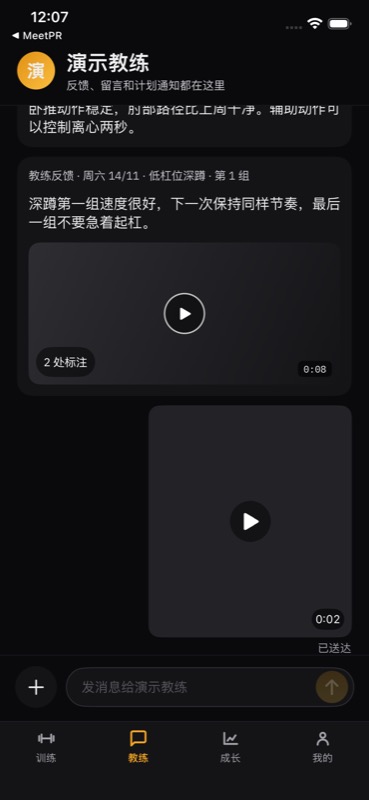 12:07
◀ MeetPR
演
演示教练
反馈、留言和计划通知都在这里
卧推动作稳定，肘部路径比上周干净。辅助动作可
以控制离心两秒。
教练反馈 · 周六 14/11 · 低杠位深蹲 · 第 1 组
深蹲第一组速度很好，下一次保持同样节奏，最后
一组不要急着起杠。
2 处标注
0:08
0:02
已送达
发消息给演示教练
训练
教练
成长
我的